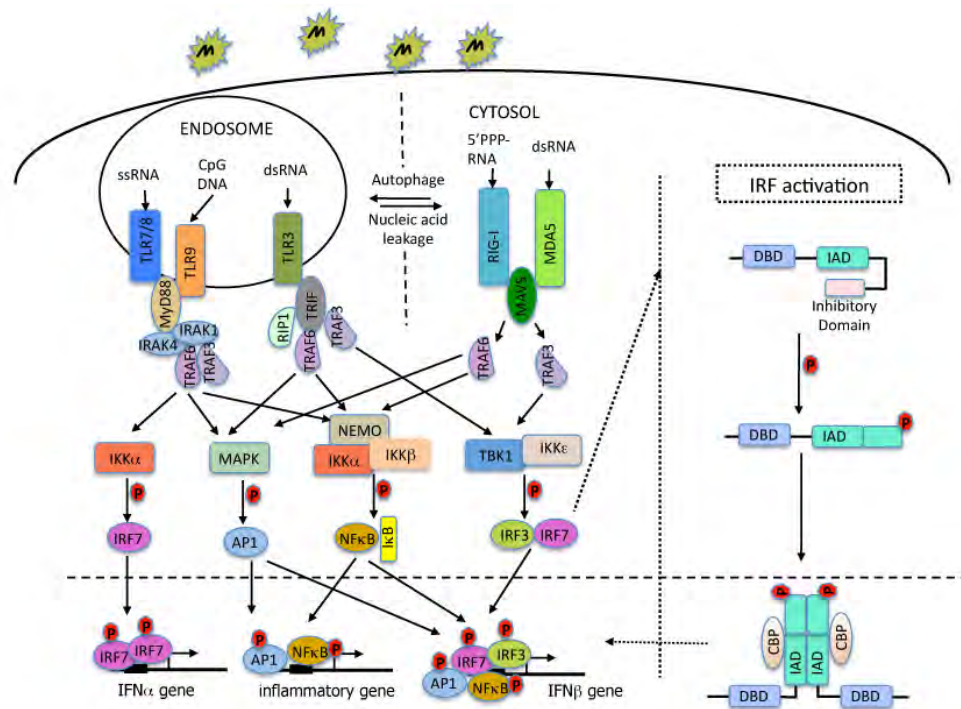 ENDOSOME
CYTOSOL
ssRNA
CpG
DNA
dsRNA
5'PPP-
RNA
dsRNA
Autophage
Nucleic acid
leakage
TLR7/8
TLR9
TLR3
RIG-I
MDA5
MyD88
IRAK1
IRAK4
TRAF6
TRAF3
RIP1
TRIF
TRAF6
TRAF3
MAVS
TRAF6
TRAF3
IKKα
MAPK
NEMO
IKKα
IKKβ
TBK1
IKKε
P
P
P
P
IRF7
AP1
NFκB
IκB
IRF3
IRF7
P
P
IRF7
IRF7
IFNα gene
P
AP1
NFκB
P
inflammatory gene
P
P
P
IRF7
IRF3
AP1
NFκB
P
IFNβ gene
IRF activation
DBD
IAD
Inhibitory
Domain
P
P
DBD
IAD
P
P
CBP
IAD
IAD
CBP
DBD
DBD